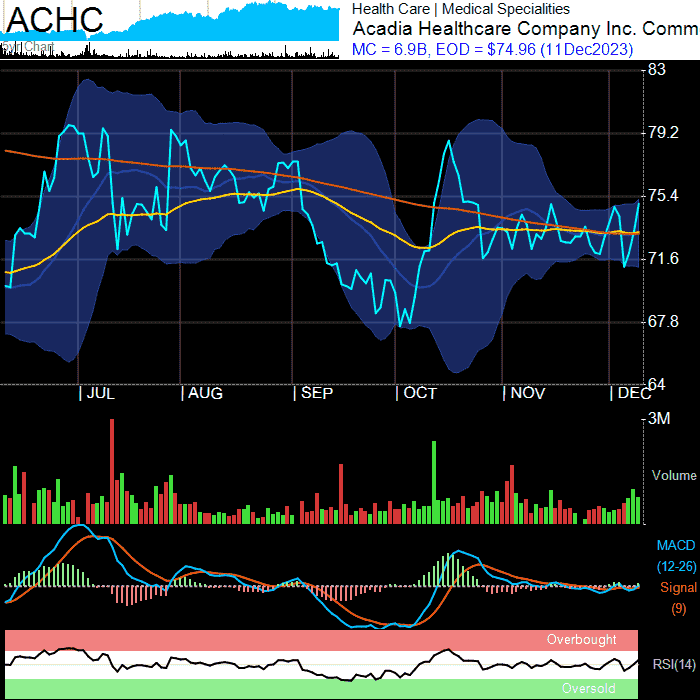 ACHC
Health Care | Medical Specialities
Acadia Healthcare Company Inc. Comm
MC = 6.9B, EOD = $74.96 (11Dec2023)
83
79.2
75.4
71.6
67.8
64
| JUL | AUG | SEP | OCT | NOV | DEC
3M
Volume
MACD
(12-26)
Signal
(9)
Overbought
RSI(14)
Oversold